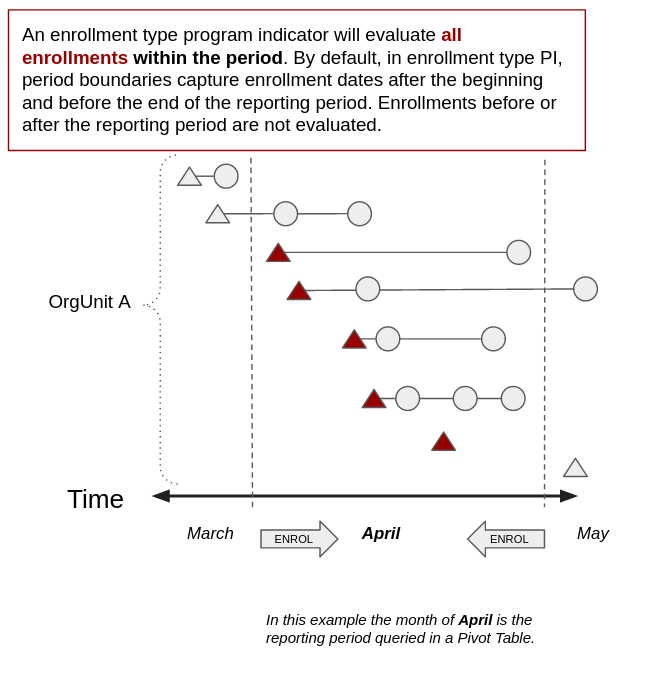 An enrollment type program indicator will evaluate all
enrollments within the period. By default, in enrollment type PI,
period boundaries capture enrollment dates after the beginning
and before the end of the reporting period. Enrollments before or
after the reporting period are not evaluated.
OrgUnit A
Time
March
ENROL
April
ENROL
May
In this example the month of April is the
reporting period queried in a Pivot Table.